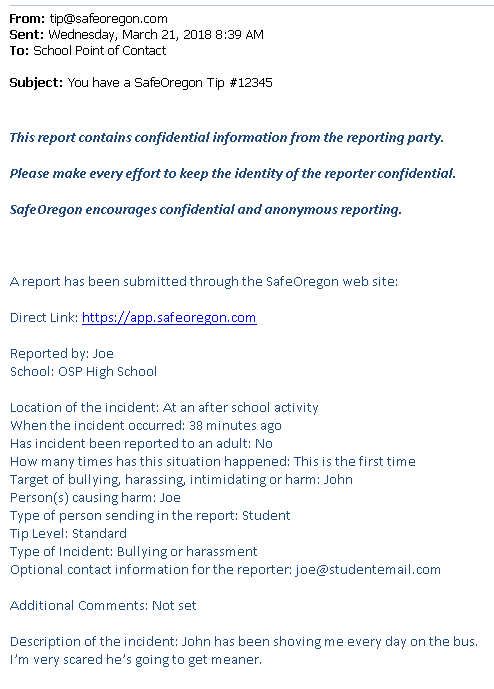 From: tip@safeoregon.com
Sent: Wednesday, March 21, 2018 8:39 AM
To: School Point of Contact
Subject: You have a SafeOregon Tip #12345
This report contains confidential information from the reporting party.
Please make every effort to keep the identity of the reporter confidential.
SafeOregon encourages confidential and anonymous reporting.
A report has been submitted through the SafeOregon web site:
Direct Link: https://app.safeoregon.com
Reported by: Joe
School: OSP High School
Location of the incident: At an after school activity
When the incident occurred: 38 minutes ago
Has incident been reported to an adult: No
How many times has this situation happened: This is the first time
Target of bullying, harassing, intimidating or harm: John
Person(s) causing harm: Joe
Type of person sending in the report: Student
Tip Level: Standard
Type of Incident: Bullying or harassment
Optional contact information for the reporter: joe@studentemail.com
Additional Comments: Not set
Description of the incident: John has been shoving me every day on the bus.
I'm very scared he's going to get meaner.